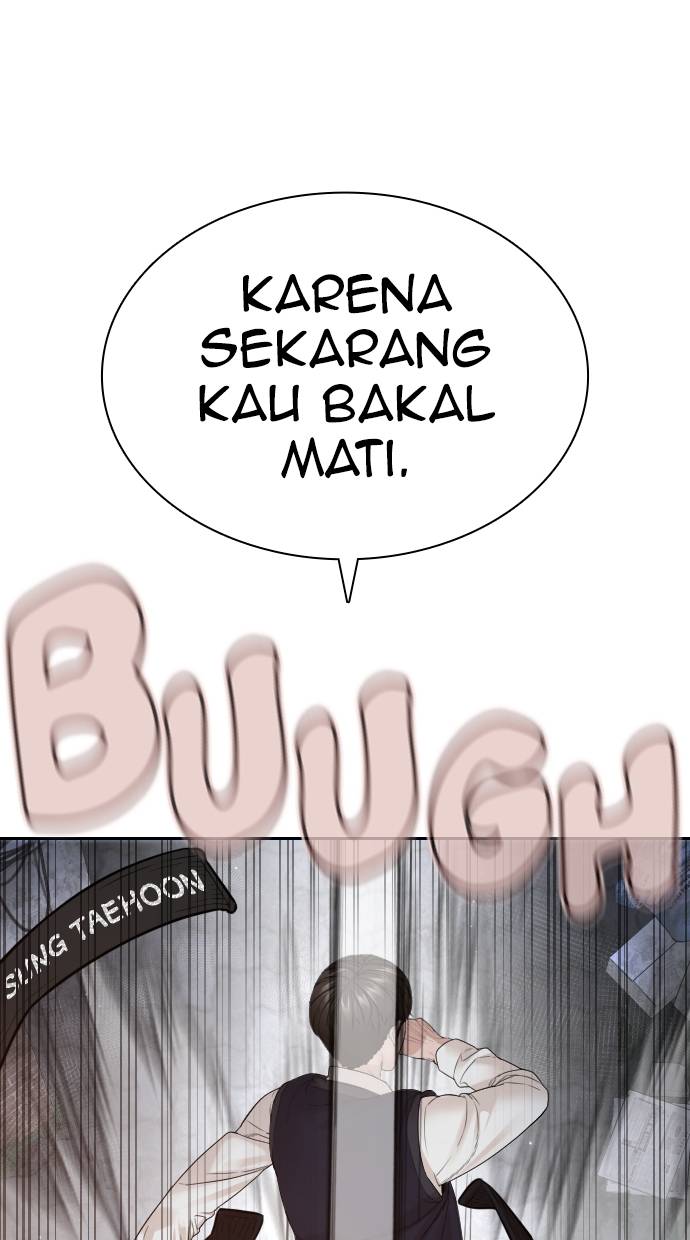 KARENA
SEKARANG
KAU BAKAL
MATI.
BUUGH
SUNG TAEHOON